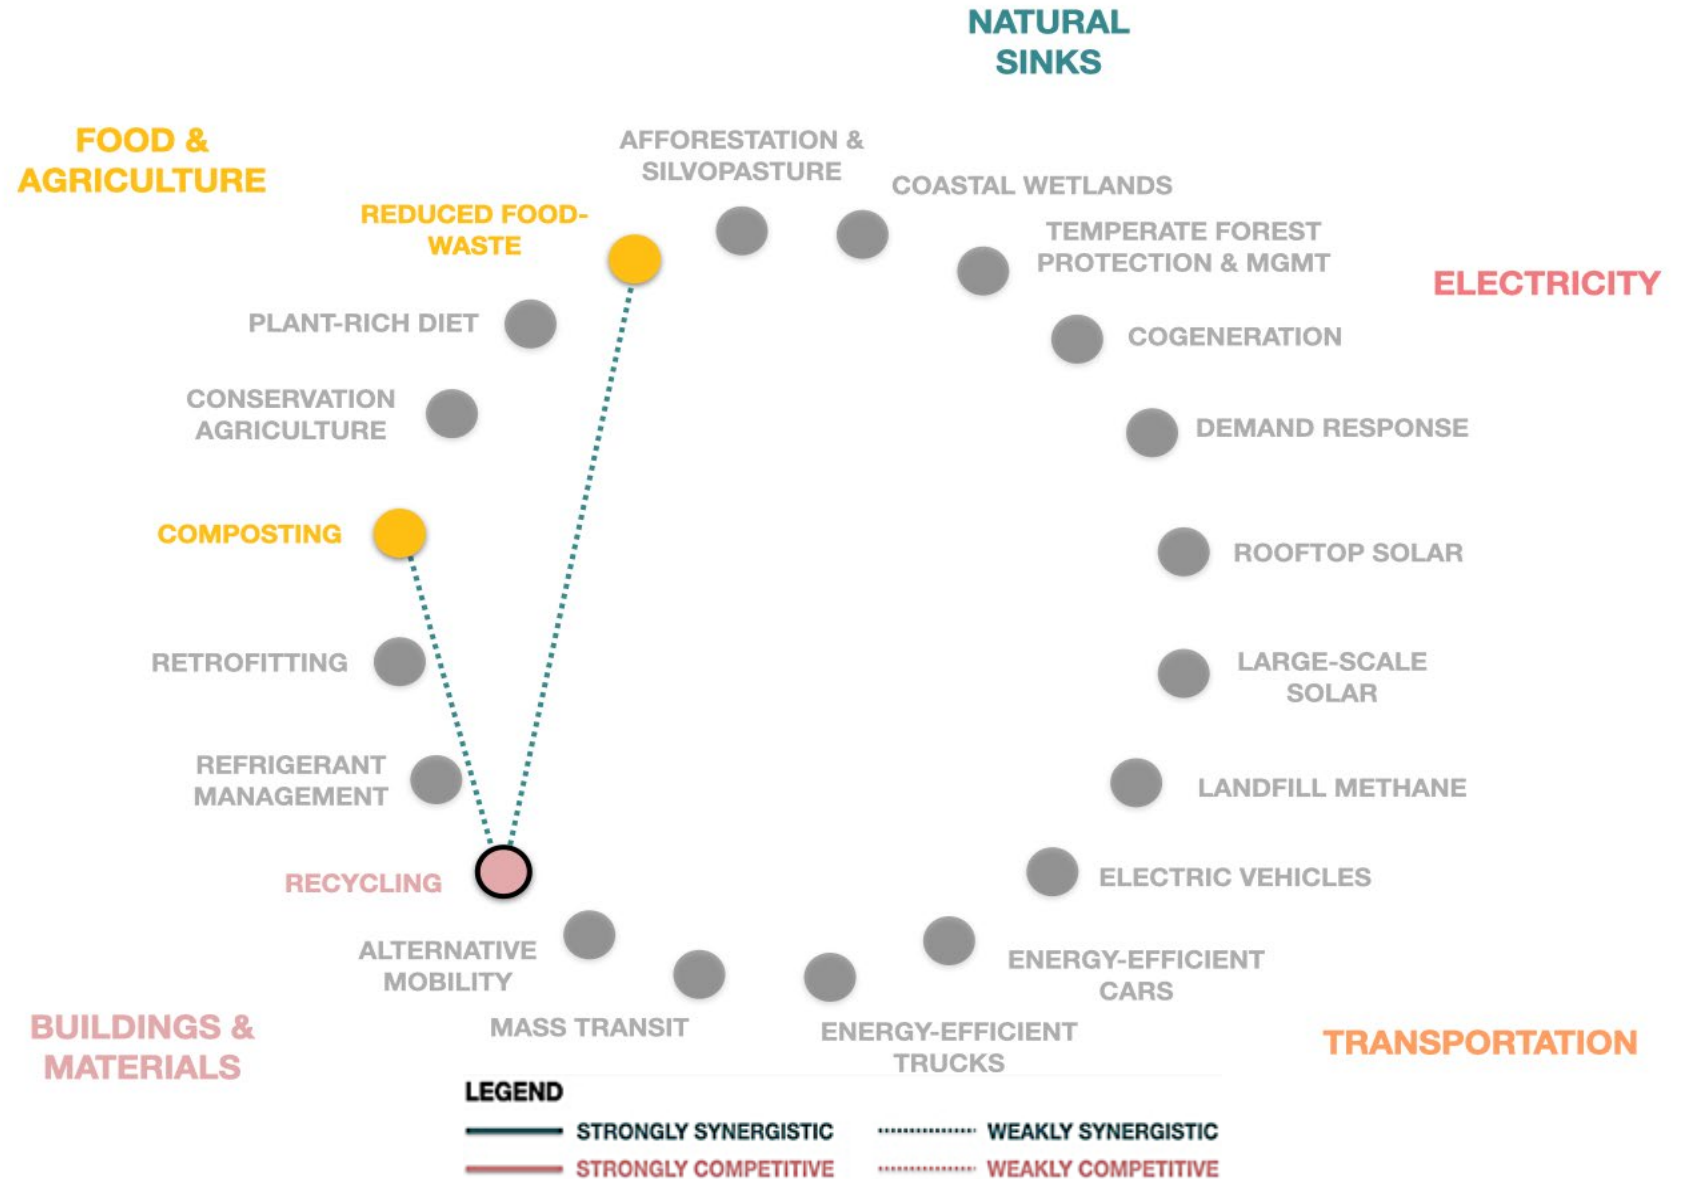 NATURAL
SINKS
FOOD &
AGRICULTURE
AFFORESTATION &
SILVOPASTURE
COASTAL WETLANDS
REDUCED FOOD-
WASTE
TEMPERATE FOREST
PROTECTION & MGMT
ELECTRICITY
PLANT-RICH DIET
COGENERATION
CONSERVATION
AGRICULTURE
DEMAND RESPONSE
COMPOSTING
ROOFTOP SOLAR
RETROFITTING
LARGE-SCALE
SOLAR
REFRIGERANT
MANAGEMENT
LANDFILL METHANE
RECYCLING
ELECTRIC VEHICLES
ALTERNATIVE
MOBILITY
ENERGY-EFFICIENT
CARS
MASS TRANSIT
ENERGY-EFFICIENT
TRUCKS
BUILDINGS &
MATERIALS
TRANSPORTATION
LEGEND
STRONGLY SYNERGISTIC
WEAKLY SYNERGISTIC
STRONGLY COMPETITIVE
WEAKLY COMPETITIVE